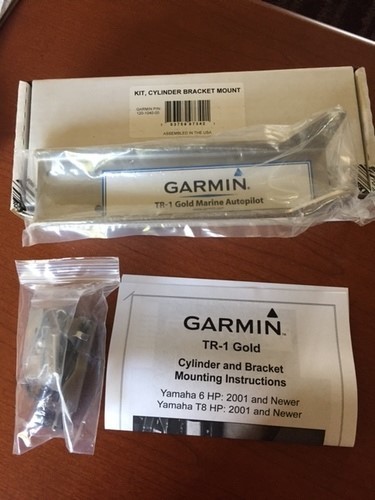 KIT, CYLINDER BRACKET MOUNT
GARMIN P/N:
ASSEMBLED IN THE USA
GARMIN
TR-1 Gold Marine Autopilot
GARMIN
TR-1 Gold
Cylinder and Bracket
Mounting Instructions
Yamaha 6 HP: 2001 and Newer
Yamaha T8 HP: 2001 and Newer